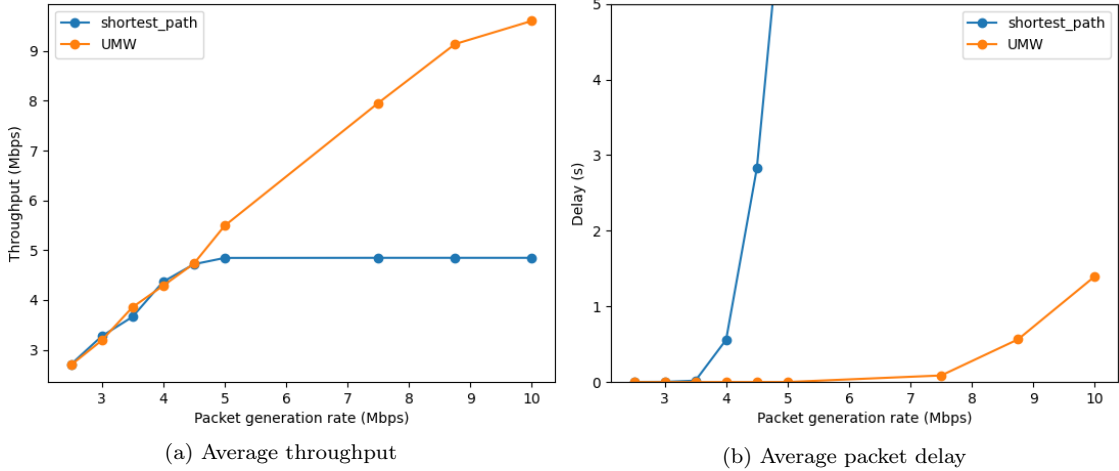 shortest_path
UMW
9
8
7
6
5
4
3
Throughput (Mbps)
3 4 5 6 7 8 9 10
Packet generation rate (Mbps)
(a) Average throughput
shortest_path
UMW
5
4
3
2
1
0
Delay (s)
3 4 5 6 7 8 9 10
Packet generation rate (Mbps)
(b) Average packet delay